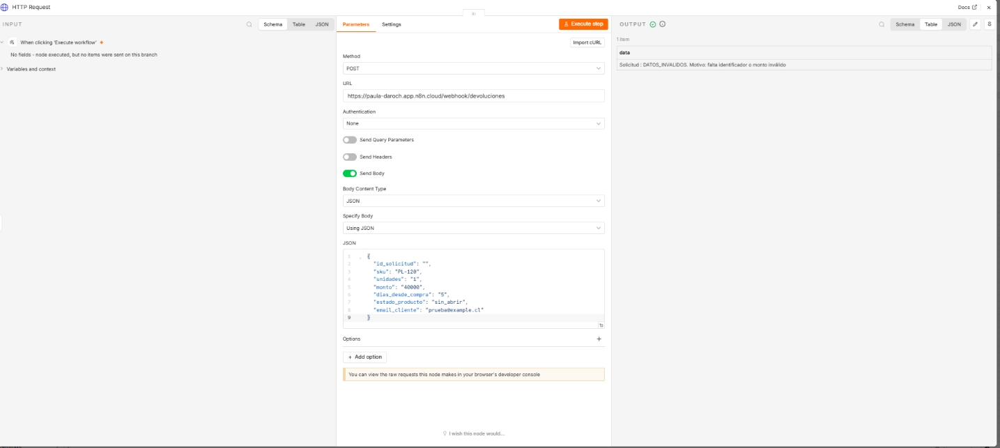 HTTP Request
Docs
INPUT
Schema Table JSON
When clicking 'Execute workflow'
No fields - node executed, but no items were sent on this branch
Variables and context
Parameters Settings
Execute step
Import cURL
Method
POST
URL
https://paula-daroch.app.n8n.cloud/webhook/devoluciones
Authentication
None
Send Query Parameters
Send Headers
Send Body
Body Content Type
JSON
Specify Body
Using JSON
JSON
1 {
2 "id_solicitud": "",
3 "sku": "PL-120",
4 "unidades": "1",
5 "monto": "40000",
6 "dias_desde_compra": "5",
7 "estado_producto": "sin_abrir",
8 "email_cliente": "prueba@example.cl"
9 }
Options
Add option
You can view the raw requests this node makes in your browser's developer console
I wish this node would...
OUTPUT
Schema Table JSON
1 item
data
Solicitud : DATOS_INVALIDOS. Motivo: falta identificador o monto inválido